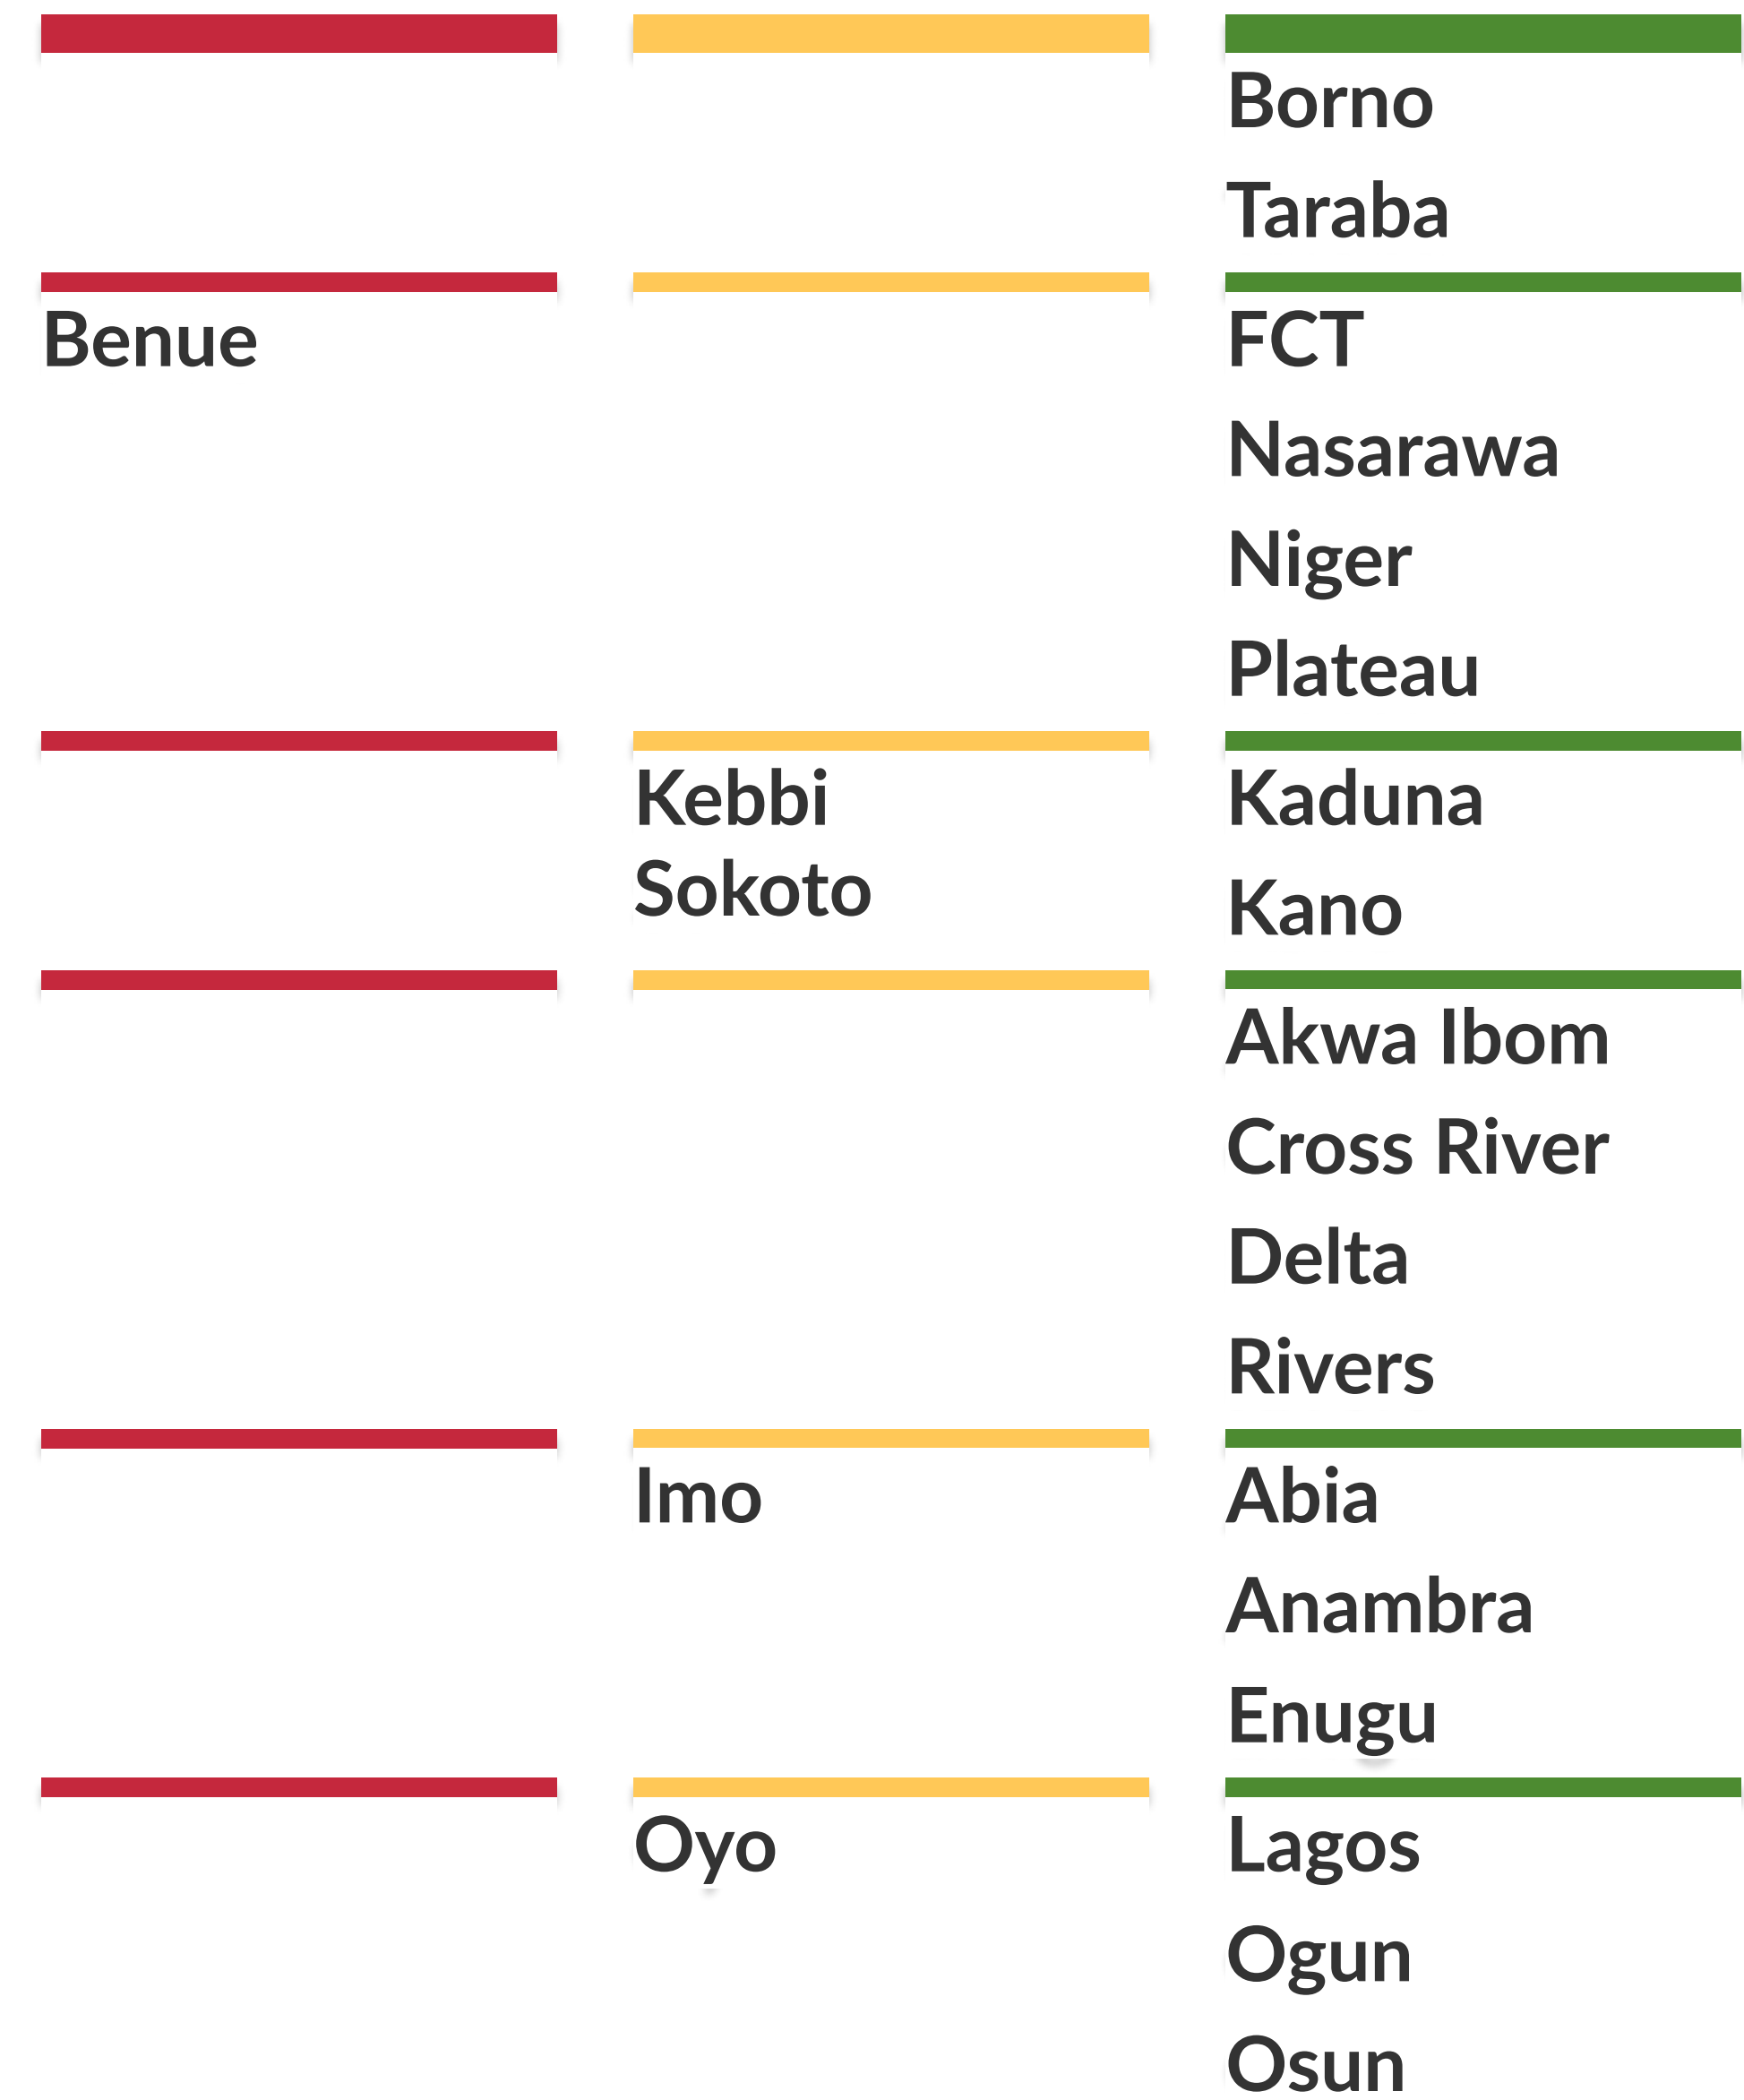 Borno
Taraba
Benue
FCT
Nasarawa
Niger
Plateau
Kebbi
Sokoto
Kaduna
Kano
Akwa Ibom
Cross River
Delta
Rivers
Imo
Abia
Anambra
Enugu
Oyo
Lagos
Ogun
Osun